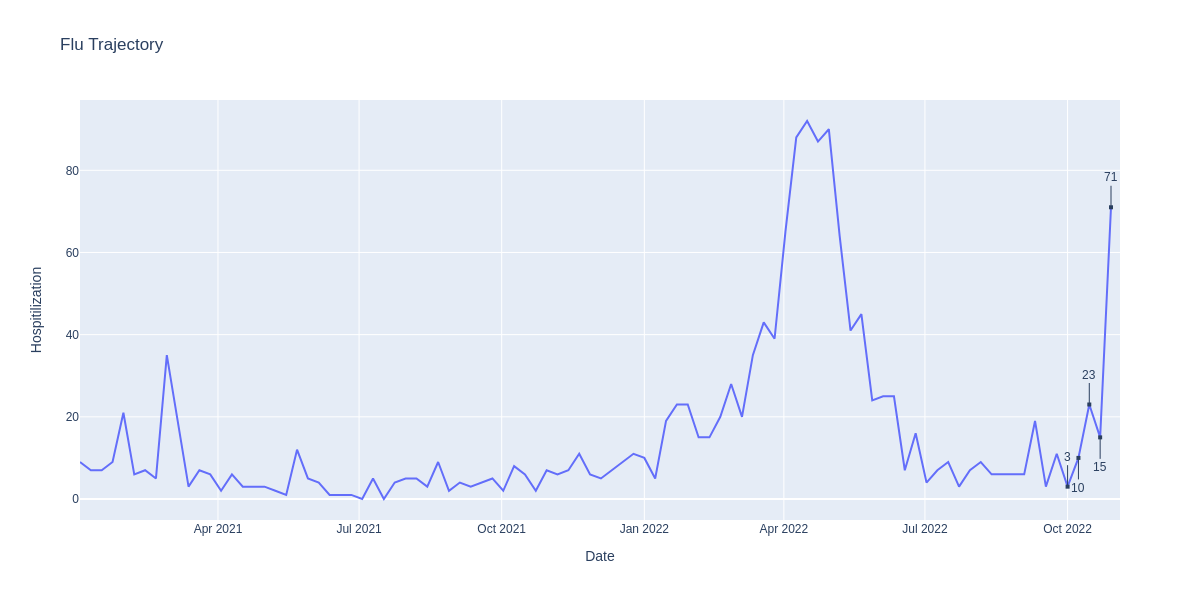 Flu Trajectory
Hospitilization
80
60
40
20
0
71
23
3
10
15
Apr 2021
Jul 2021
Oct 2021
Jan 2022
Apr 2022
Jul 2022
Oct 2022
Date